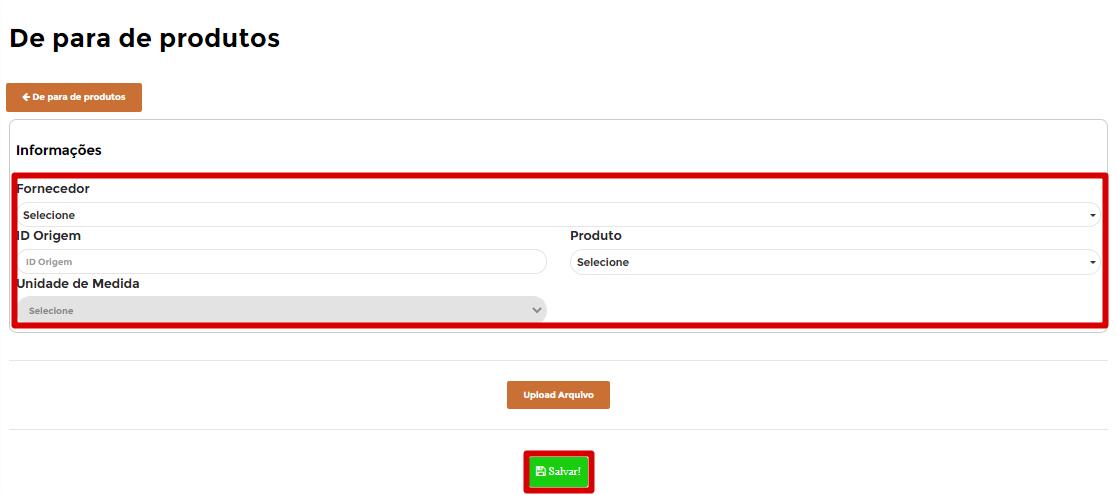 De para de produtos
De para de produtos
Informações
Fornecedor
Selecione
ID Origem
Produto
ID Origem
Selecione
Unidade de Medida
Selecione
Upload Arquivo
Salvar!